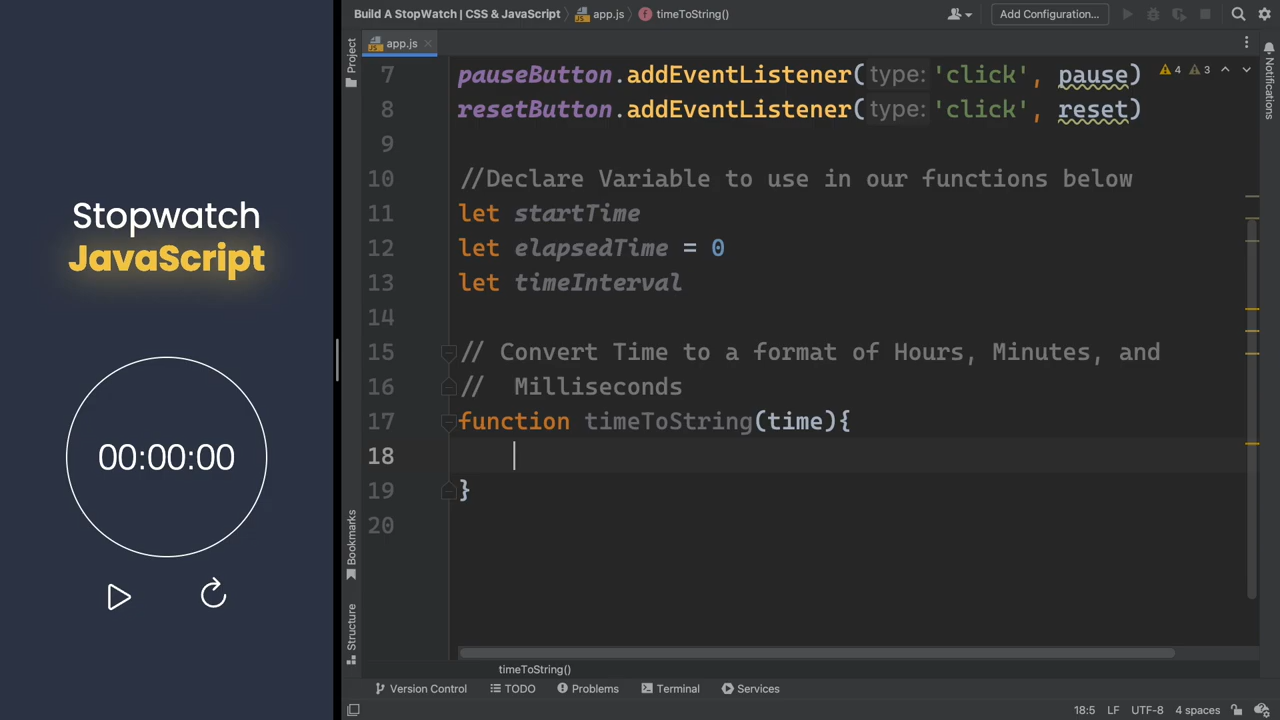 Build A StopWatch | CSS & JavaScript app.js timeToString() Add Configuration...
Project
app.js
Notifications
7 pauseButton.addEventListener( type: 'click', pause) 4 3
8 resetButton.addEventListener( type: 'click', reset)
9
10 //Declare Variable to use in our functions below
11 let startTime
12 let elapsedTime = 0
13 let timeInterval
14
15 // Convert Time to a format of Hours, Minutes, and
16 //  Milliseconds
17 function timeToString(time){
18
19 }
20
Stopwatch
JavaScript
00:00:00
Bookmarks
Structure
timeToString()
Version Control TODO Problems Terminal Services
18:5 LF UTF-8 4 spaces